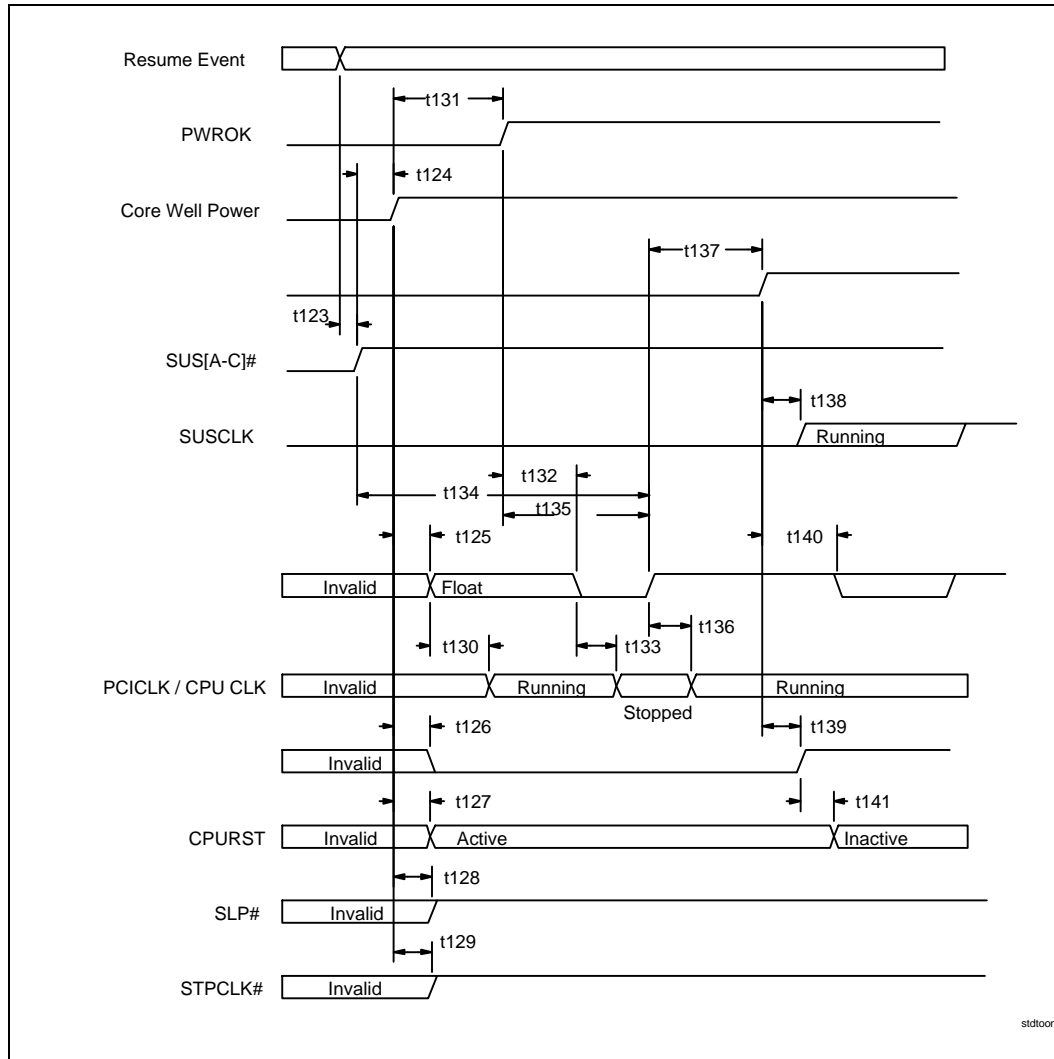 Resume Event
t131
PWROK
t124
Core Well Power
t137
t123
SUS[A-C]#
t138
SUSCLK
Running
t132
t134
t135
t125
t140
Invalid
Float
t136
t130
t133
PCICLK / CPU CLK
Invalid
Running
Running
Stopped
t126
t139
Invalid
t127
t141
CPURST
Invalid
Active
Inactive
t128
SLP#
Invalid
t129
STPCLK#
Invalid